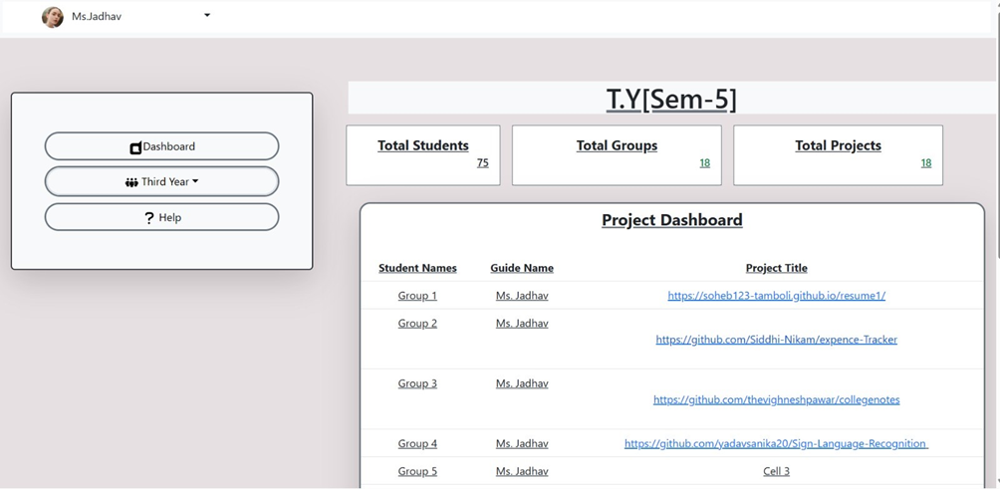 Ms.Jadhav
T.Y[Sem-5]
Dashboard
Third Year
Help
Total Students
75
Total Groups
18
Total Projects
18
Project Dashboard
Student Names Guide Name Project Title
Group 1 Ms. Jadhav https://soheb123-tamboli.github.io/resume1/
Group 2 Ms. Jadhav https://github.com/Siddhi-Nikam/expence-Tracker
Group 3 Ms. Jadhav https://github.com/thevighneshpawar/collegenotes
Group 4 Ms. Jadhav https://github.com/yadavsanika20/Sign-Language-Recognition
Group 5 Ms. Jadhav Cell 3